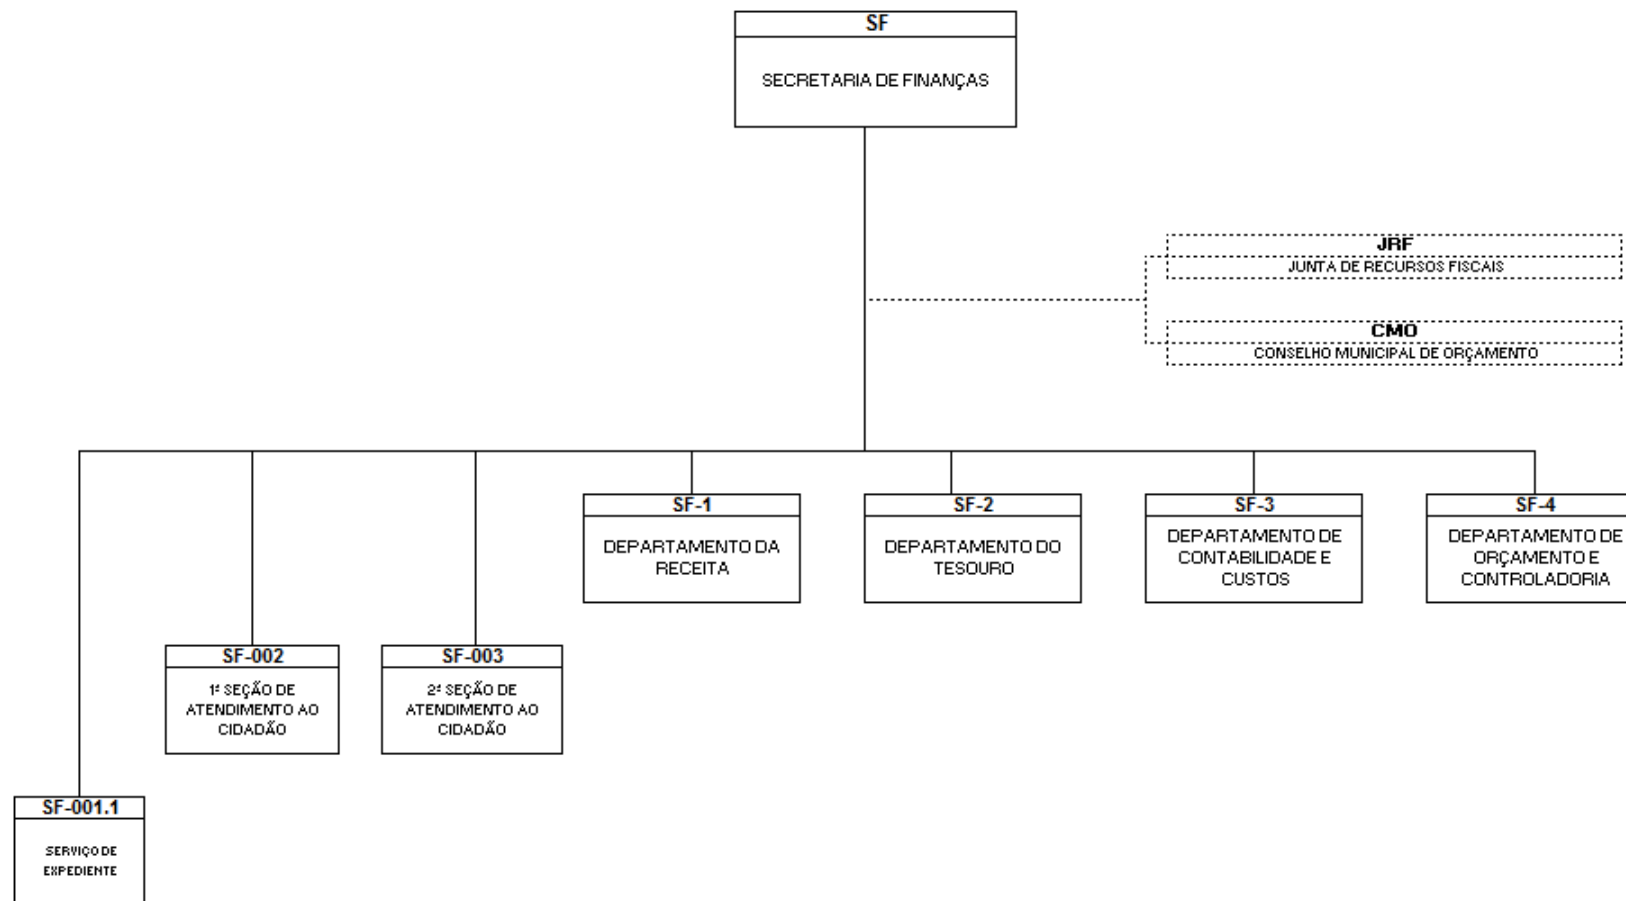 SF
SECRETARIA DE FINANÇAS
JRF
JUNTA DE RECURSOS FISCAIS
CMO
CONSELHO MUNICIPAL DE ORÇAMENTO
SF-1
DEPARTAMENTO DA
RECEITA
SF-2
DEPARTAMENTO DO
TESOURO
SF-3
DEPARTAMENTO DE
CONTABILIDADE E
CUSTOS
SF-4
DEPARTAMENTO DE
ORÇAMENTO E
CONTROLADORIA
SF-002
1ª SEÇÃO DE
ATENDIMENTO AO
CIDADÃO
SF-003
2ª SEÇÃO DE
ATENDIMENTO AO
CIDADÃO
SF-001.1
SERVIÇO DE
EXPEDIENTE